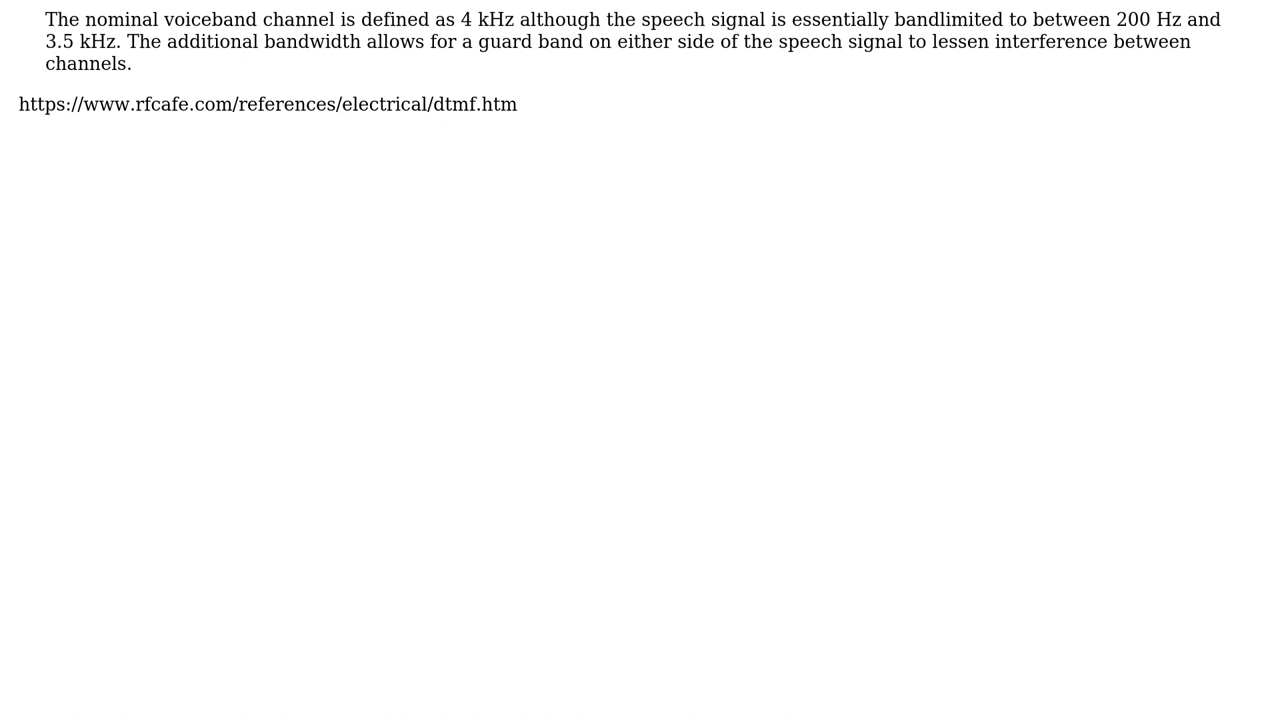 The nominal voiceband channel is defined as 4 kHz although the speech signal is essentially bandlimited to between 200 Hz and
3.5 kHz. The additional bandwidth allows for a guard band on either side of the speech signal to lessen interference between
channels.
https://www.rfcafe.com/references/electrical/dtmf.htm